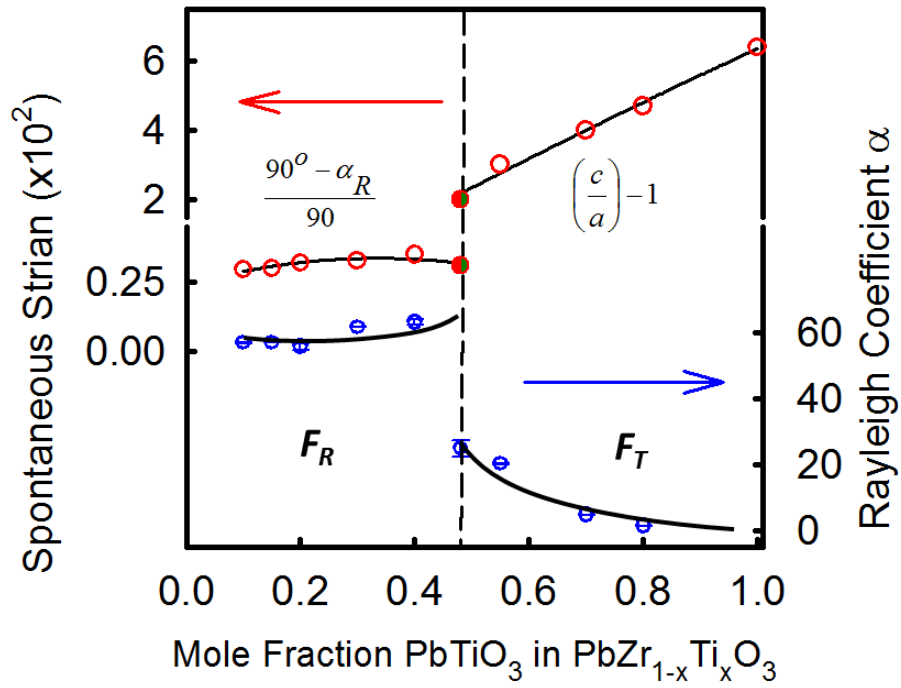 Spontaneous Strian (x10²)
6
4
2
0.25
0.00
90° − α_R
90
(c/a) −1
F_R
F_T
60
40
20
0
Rayleigh Coefficient α
0.0 0.2 0.4 0.6 0.8 1.0
Mole Fraction PbTiO₃ in PbZr₁₋ₓTiₓO₃